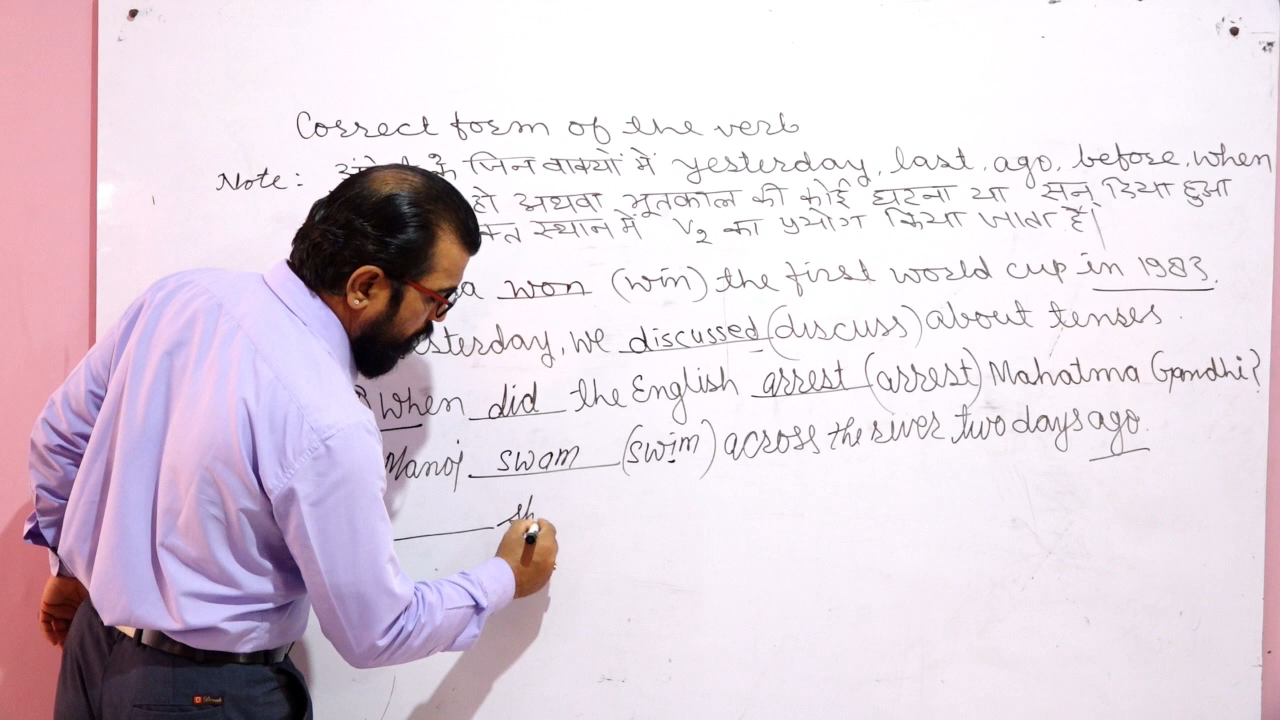 Correct form of the verb
Note: के जिन वाक्यों में yesterday, last, ago, before, when
हो अथवा भूतकाल की कोई घटना या सन् दिया हुआ
स्थान में V2 का प्रयोग किया जाता है।
won (win) the first world cup in 1983.
we discussed (discuss) about tenses.
When did the English arrest (arrest) Mahatma Gandhi?
Manoj swam (swim) across the river two days ago.
sh